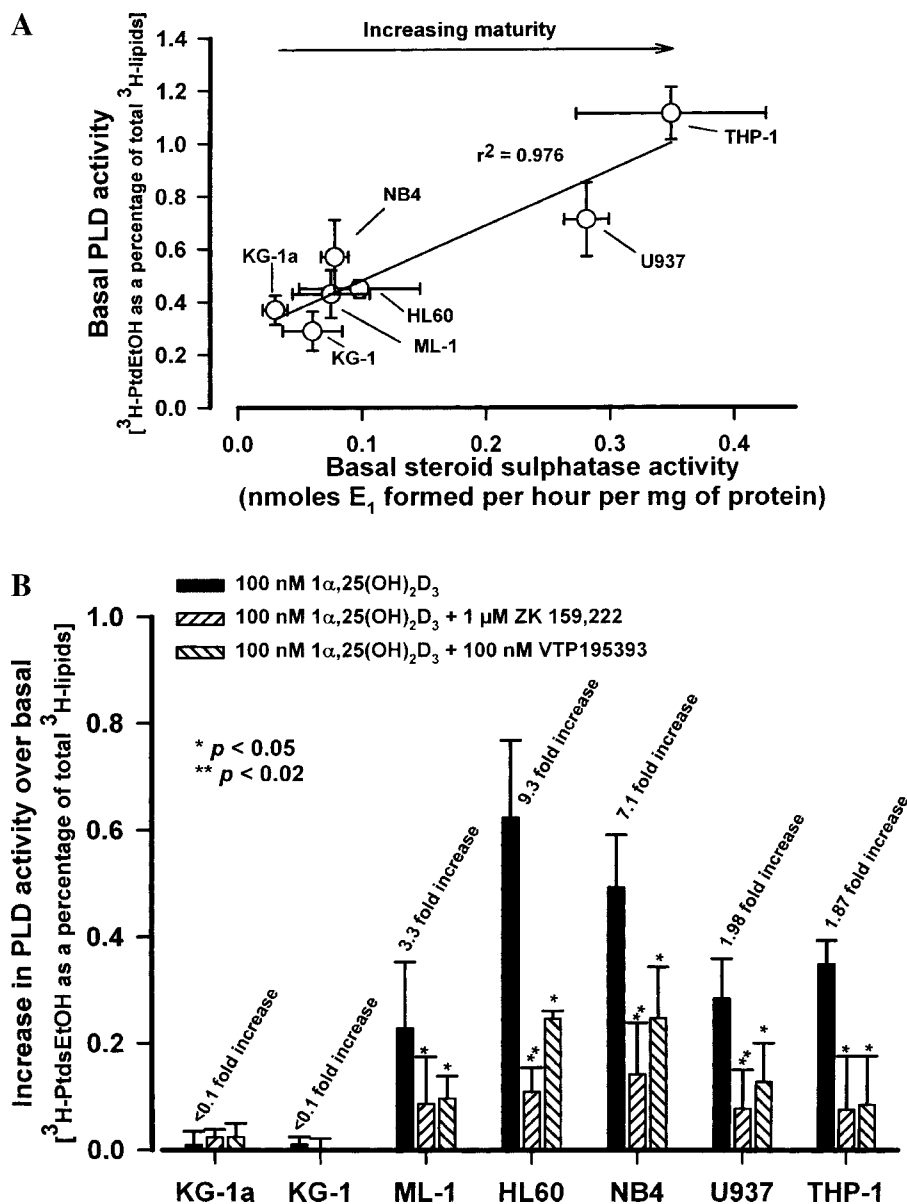 A
Increasing maturity
1.4
1.2
1.0
0.8
0.6
0.4
0.2
0.0
Basal PLD activity
[³H-PtdEtOH as a percentage of total ³H-lipids]
r² = 0.976
THP-1
NB4
U937
KG-1a
HL60
ML-1
KG-1
0.0 0.1 0.2 0.3 0.4
Basal steroid sulphatase activity
(nmoles E₁ formed per hour per mg of protein)
B
100 nM 1α,25(OH)₂D₃
100 nM 1α,25(OH)₂D₃ + 1 µM ZK 159,222
100 nM 1α,25(OH)₂D₃ + 100 nM VTP195393
* p < 0.05
** p < 0.02
1.0
0.8
0.6
0.4
0.2
0.0
Increase in PLD activity over basal
[³H-PtdsEtOH as a percentage of total ³H-lipids]
<0.1 fold increase
<0.1 fold increase
3.3 fold increase
* *
9.3 fold increase
** *
7.1 fold increase
** *
1.98 fold increase
** *
1.87 fold increase
* *
KG-1a KG-1 ML-1 HL60 NB4 U937 THP-1